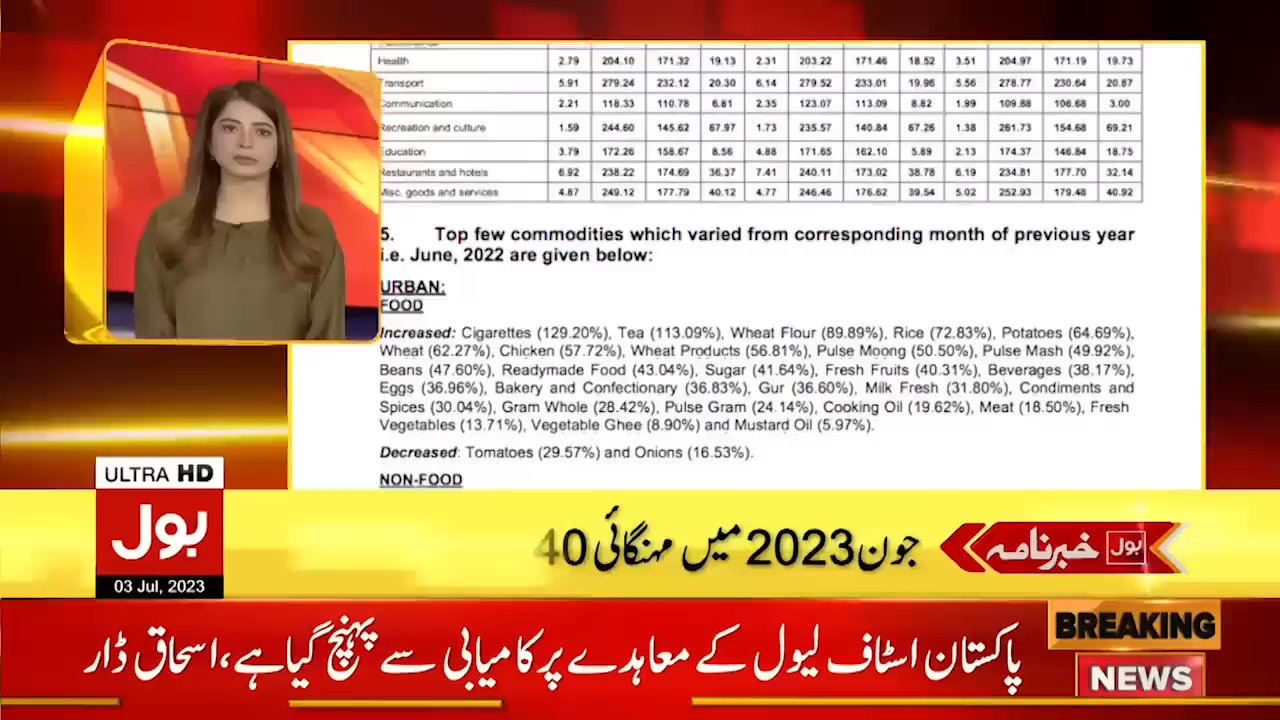 Health 2.79 204.10 171.32 19.13 2.31 203.22 171.46 18.52 3.51 204.97 171.19 19.73
Transport 5.91 279.24 232.12 20.30 6.14 279.52 233.01 19.96 5.56 278.77 230.64 20.87
Communication 2.21 118.33 110.78 6.81 2.35 123.07 113.09 8.82 1.99 109.88 106.68 3.00
Recreation and culture 1.59 244.60 145.62 67.97 1.73 235.57 140.84 67.26 1.38 261.73 154.68 69.21
Education 3.79 172.26 158.67 8.56 4.88 171.65 162.10 5.89 2.13 174.37 146.84 18.75
Restaurants and hotels 6.92 238.22 174.69 36.37 7.41 240.11 173.02 38.78 6.19 234.81 177.70 32.14
Misc. goods and services 4.87 249.12 177.79 40.12 4.77 246.46 176.62 39.54 5.02 252.93 179.48 40.92
5. Top few commodities which varied from corresponding month of previous year
i.e. June, 2022 are given below:
URBAN:
FOOD
Increased: Cigarettes (129.20%), Tea (113.09%), Wheat Flour (89.89%), Rice (72.83%), Potatoes (64.69%),
Wheat (62.27%), Chicken (57.72%), Wheat Products (56.81%), Pulse Moong (50.50%), Pulse Mash (49.92%),
Beans (47.60%), Readymade Food (43.04%), Sugar (41.64%), Fresh Fruits (40.31%), Beverages (38.17%),
Eggs (36.96%), Bakery and Confectionary (36.83%), Gur (36.60%), Milk Fresh (31.80%), Condiments and
Spices (30.04%), Gram Whole (28.42%), Pulse Gram (24.14%), Cooking Oil (19.62%), Meat (18.50%), Fresh
Vegetables (13.71%), Vegetable Ghee (8.90%) and Mustard Oil (5.97%).
Decreased: Tomatoes (29.57%) and Onions (16.53%).
NON-FOOD
ULTRA HD
بول
03 Jul, 2023
بول خبرنامہ
جون2023 میں مہنگائی 40
BREAKING
NEWS
پاکستان اسٹاف لیول کے معاہدے پر کامیابی سے پہنچ گیا ہے، اسحاق ڈار